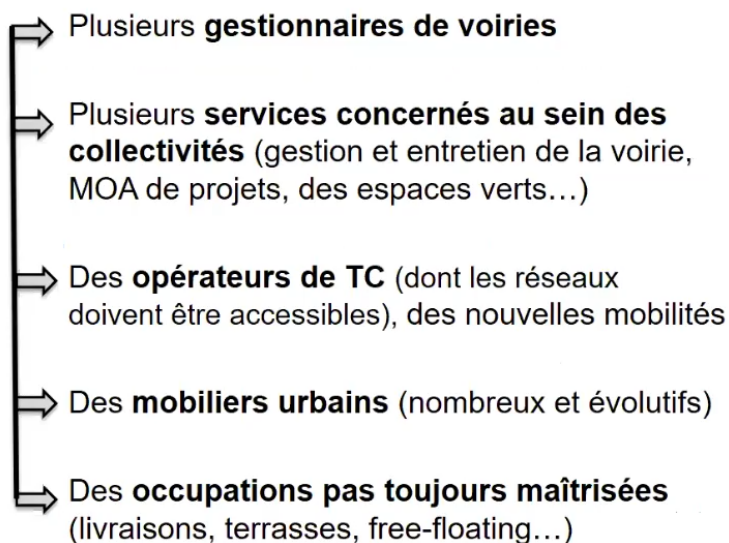 Plusieurs gestionnaires de voiries
Plusieurs services concernés au sein des
collectivités (gestion et entretien de la voirie,
MOA de projets, des espaces verts…)
Des opérateurs de TC (dont les réseaux
doivent être accessibles), des nouvelles mobilités
Des mobiliers urbains (nombreux et évolutifs)
Des occupations pas toujours maîtrisées
(livraisons, terrasses, free-floating…)